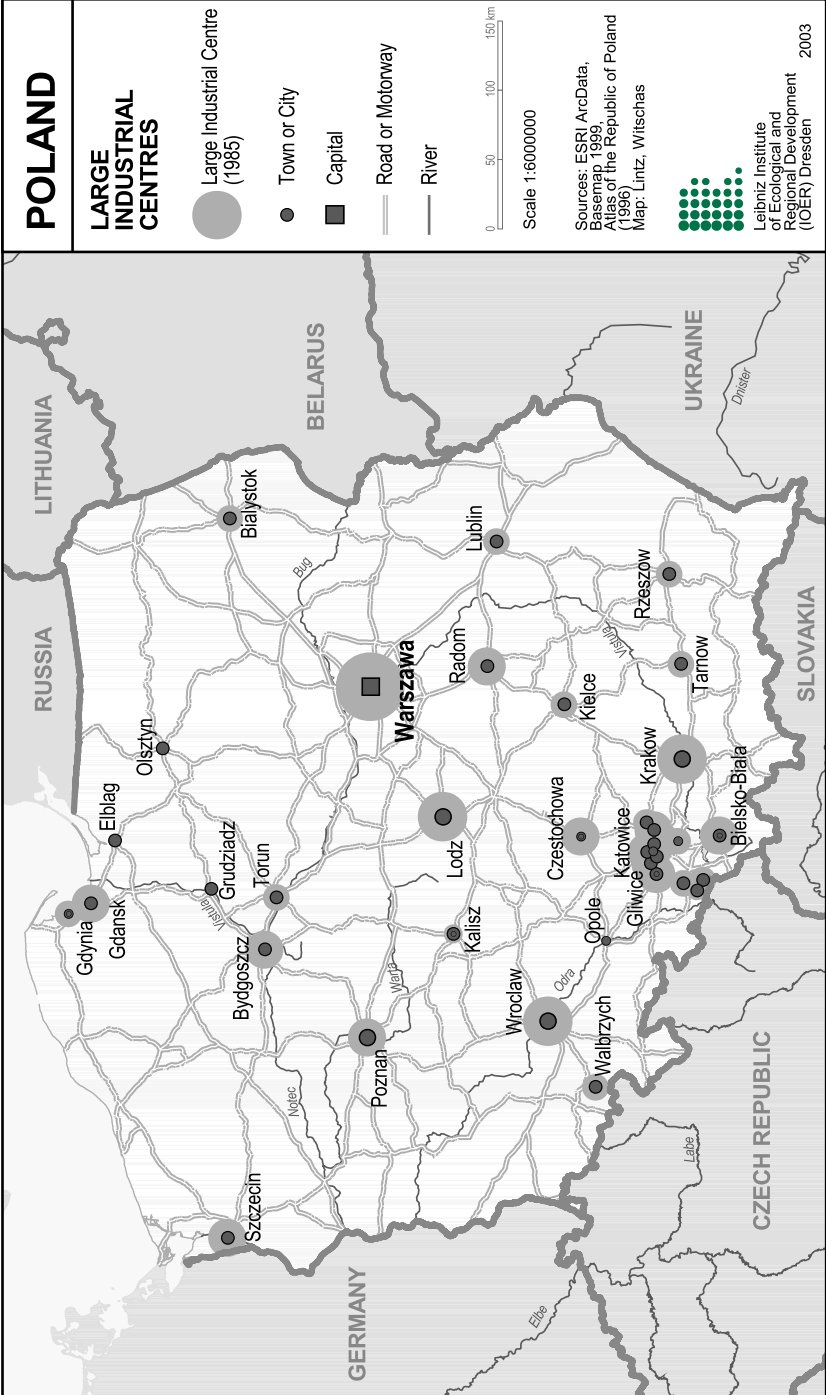 POLAND
LARGE
INDUSTRIAL
CENTRES
Large Industrial Centre
(1985)
Town or City
Capital
Road or Motorway
River
0 50 100 150 km
Scale 1:6000000
Sources: ESRI ArcData,
Basemap 1999,
Atlas of the Republic of Poland
(1996)
Map: Lintz, Witschas
Leibniz Institute
of Ecological and
Regional Development
(IOER) Dresden
2003
RUSSIA
LITHUANIA
BELARUS
UKRAINE
SLOVAKIA
CZECH REPUBLIC
GERMANY
Gdynia
Gdansk
Elblag
Olsztyn
Bialystok
Grudziadz
Torun
Bydgoszcz
Szczecin
Vistula
Notec
Bug
Warta
Poznan
Warszawa
Lodz
Kalisz
Radom
Lublin
Wroclaw
Odra
Walbrzych
Opole
Czestochowa
Kielce
Vistula
Rzeszow
Tarnow
Krakow
Katowice
Gliwice
Bielsko-Biala
Dnister
Labe
Elbe